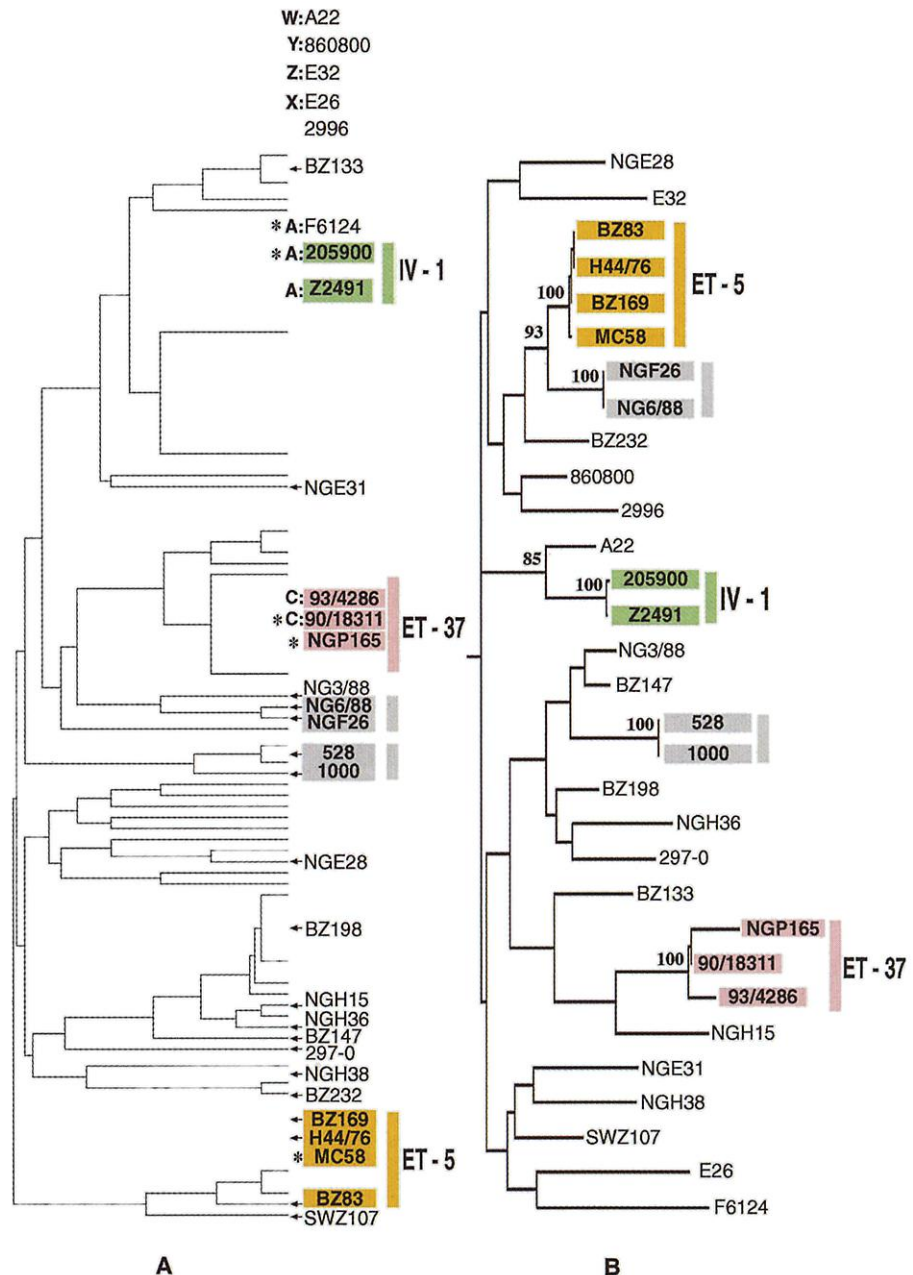 W:A22
Y:860800
Z:E32
X:E26
2996
BZ133
*A:F6124
*A:205900
A:Z2491
IV - 1
NGE31
C:93/4286
*C:90/18311
*NGP165
ET - 37
NG3/88
NG6/88
NGF26
528
1000
NGE28
BZ198
NGH15
NGH36
BZ147
297-0
NGH38
BZ232
BZ169
H44/76
*MC58
BZ83
ET - 5
SWZ107
A
NGE28
E32
BZ83
H44/76
BZ169
MC58
ET - 5
100
93
NGF26
100
NG6/88
BZ232
860800
2996
A22
85
205900
100
Z2491
IV - 1
NG3/88
BZ147
528
100
1000
BZ198
NGH36
297-0
BZ133
NGP165
90/18311
100
93/4286
ET - 37
NGH15
NGE31
NGH38
SWZ107
E26
F6124
B